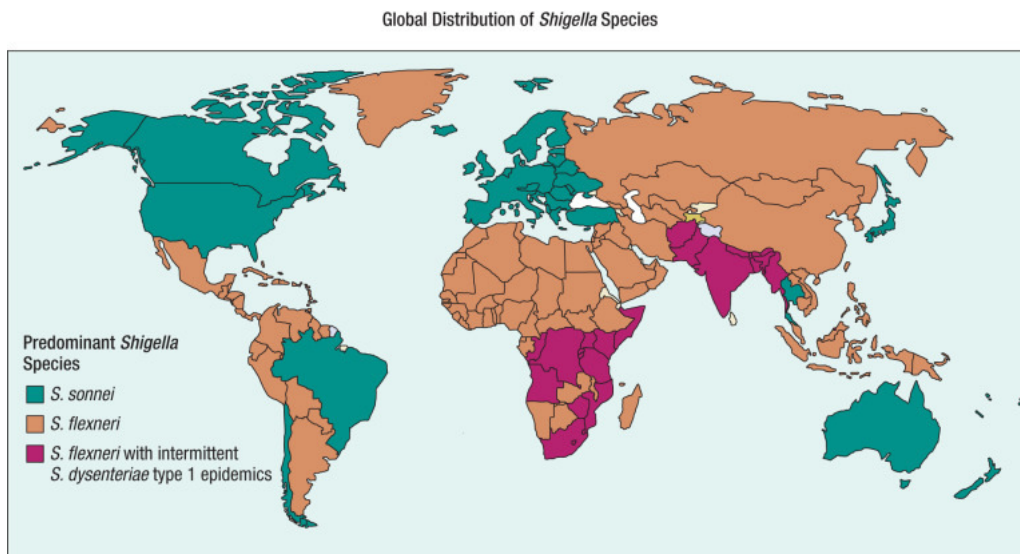 Global Distribution of Shigella Species
Predominant Shigella
Species
S. sonnei
S. flexneri
S. flexneri with intermittent
S. dysenteriae type 1 epidemics